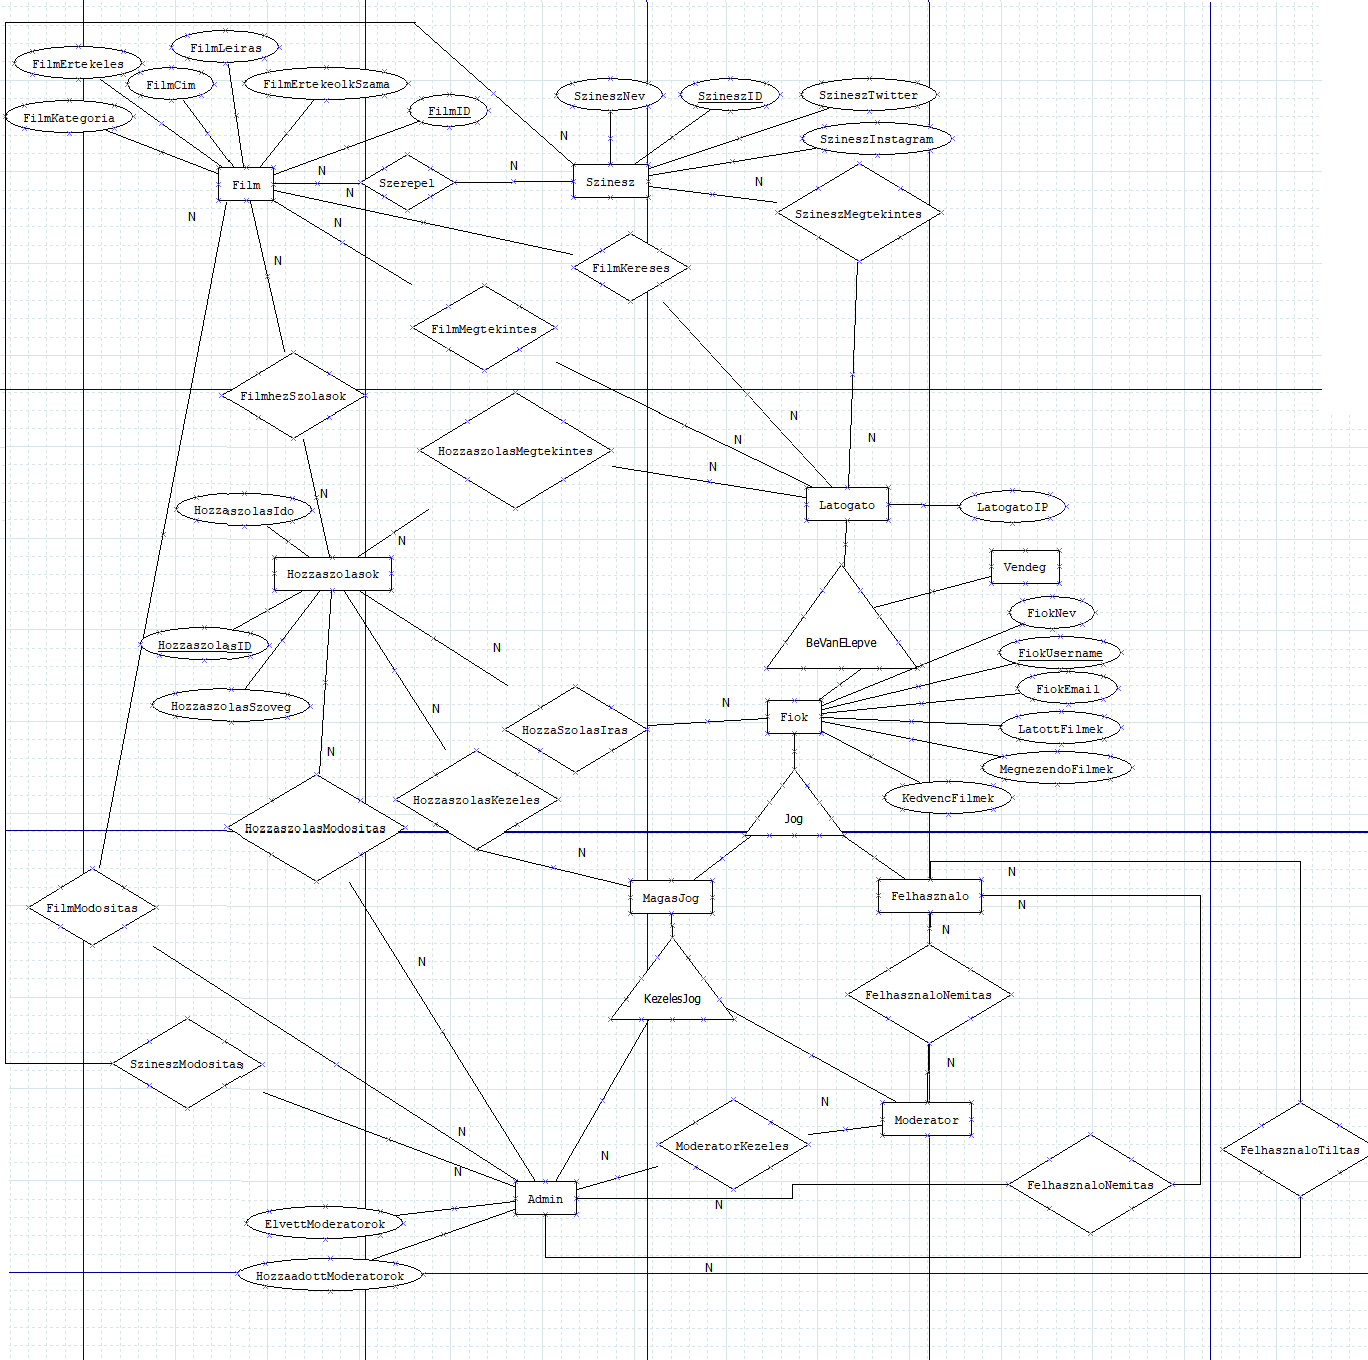 FilmLeiras
FilmErtekeles
FilmCim
FilmErtekeolkSzama
FilmKategoria
FilmID
SzineszNev
SzineszID
SzineszTwitter
SzineszInstagram
N
N
N
N
N
Film
Szerepel
Szinesz
N
SzineszMegtekintes
N
N
FilmKereses
FilmMegtekintes
FilmhezSzolasok
N
N
N
HozzaszolasMegtekintes
N
N
HozzaszolasIdo
Latogato
LatogatoIP
N
Hozzaszolasok
Vendeg
FiokNev
HozzaszolasID
BeVanELepve
N
FiokUsername
FiokEmail
HozzaszolasSzoveg
N
N
Fiok
HozzaSzolasIras
LatottFilmek
N
MegnezendoFilmek
HozzaszolasKezeles
KedvencFilmek
Jog
HozzaszolasModositas
N
N
MagasJog
Felhasznalo
N
FilmModositas
N
N
KezelesJog
FelhasznaloNemitas
SzineszModositas
N
N
Moderator
N
ModeratorKezeles
FelhasznaloTiltas
N
N
FelhasznaloNemitas
Admin
N
ElvettModeratorok
N
HozzaadottModeratorok